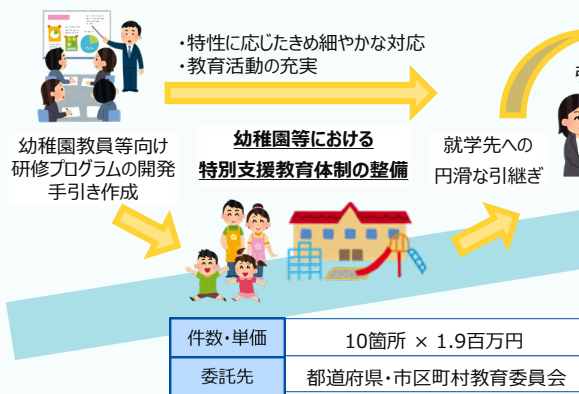 ・特性に応じたきめ細やかな対応
・教育活動の充実
幼稚園教員等向け
研修プログラムの開発
手引き作成
幼稚園等における
特別支援教育体制の整備
就学先への
円滑な引継ぎ
件数・単価
10箇所 × 1.9百万円
委託先
都道府県・市区町村教育委員会